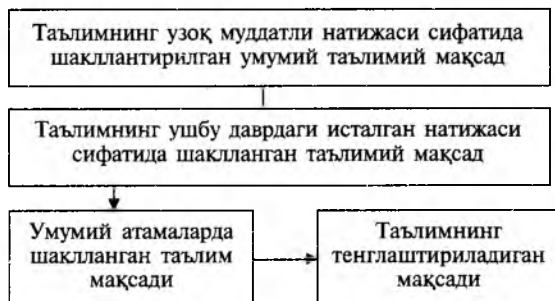 Таълимнинг узоқ муддатли натижаси сифатида
шакллантирилган умумий таълимий мақсад
Таълимнинг ушбу даврдаги исталган натижаси
сифатида шаклланган таълимий мақсад
Умумий атамаларда
шаклланган таълим
мақсади
Таълимнинг
тенглаштириладиган
мақсади